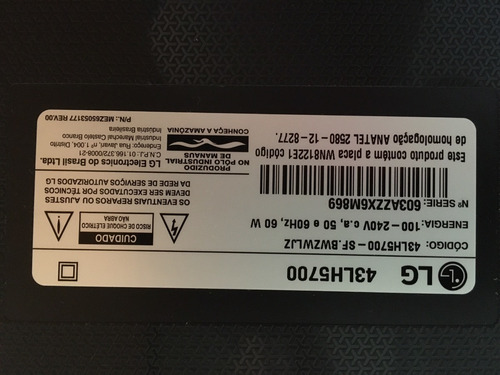 LG 43LH5700
CÓDIGO: 43LH5700-SF.BWZWLJZ
ENERGIA: 100-240V c.a, 50 e 60HZ, 60 W
Nº SERIE: 603AZZX6M869
Este produto contém a placa WN8122E1 código
de homologação ANATEL 2580-12-6277.
CUIDADO
RISCO DE CHOQUE ELÉTRICO
NÃO ABRA
OS EVENTUAIS REPAROS OU AJUSTES
DEVEM SER EXECUTADOS POR TÉCNICOS
DA REDE DE SERVIÇOS AUTORIZADOS LG
PRODUZIDO
NO PÓLO INDUSTRIAL
DE MANAUS
CONHEÇA A AMAZÔNIA
LG Electronics do Brasil Ltda.
C.N.P.J. 01.166.372/0008-21
Endereço: Rua Javari, nº 1.004, Distrito
Industrial Marechal Castelo Branco
Indústria Brasileira
P/N: MEZ65053177 REV.00